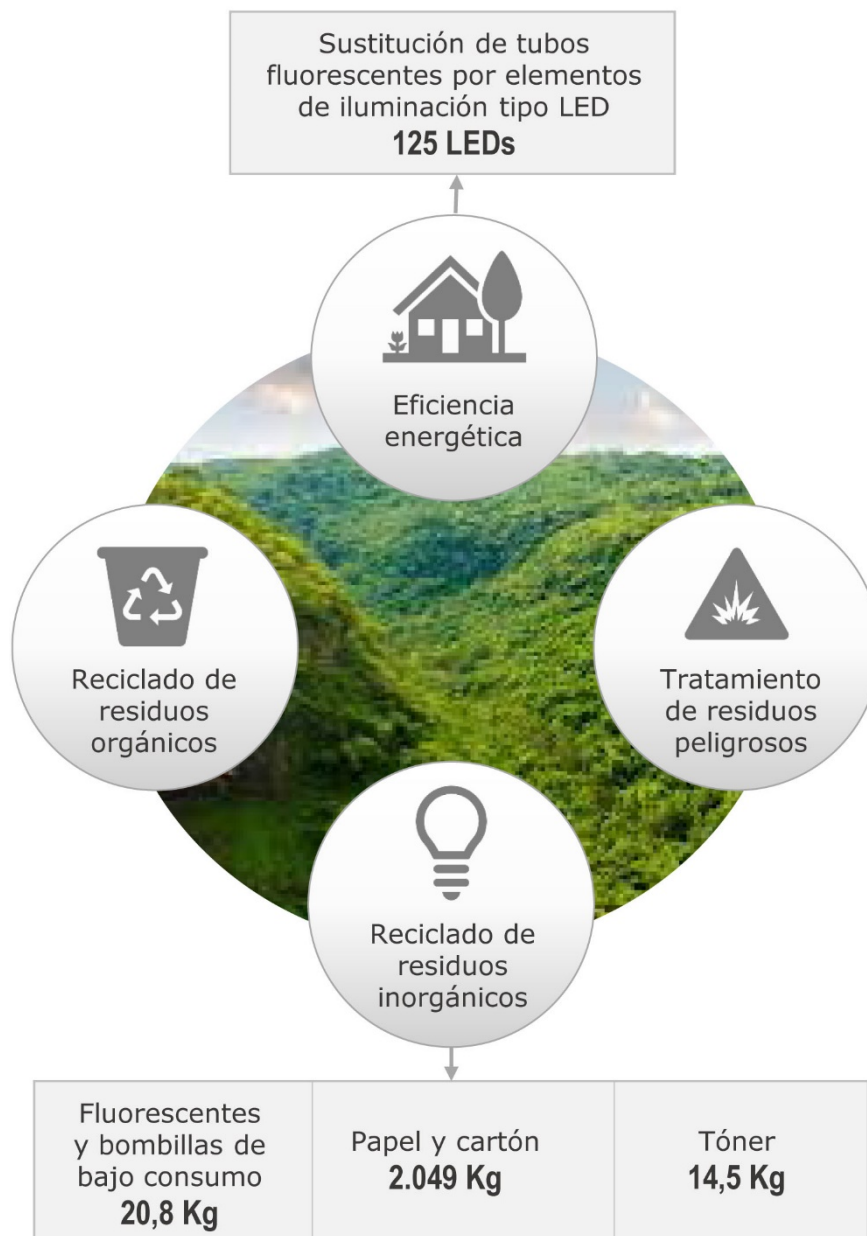 Sustitución de tubos
fluorescentes por elementos
de iluminación tipo LED
125 LEDs
Eficiencia
energética
Reciclado de
residuos
orgánicos
Tratamiento
de residuos
peligrosos
Reciclado de
residuos
inorgánicos
Fluorescentes
y bombillas de
bajo consumo
20,8 Kg
Papel y cartón
2.049 Kg
Tóner
14,5 Kg